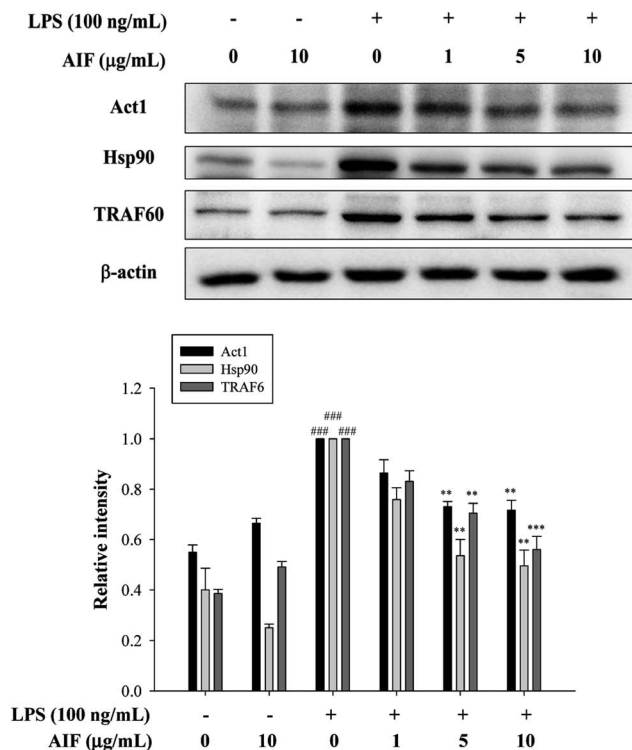 LPS (100 ng/mL) - - + + + +
AIF (μg/mL) 0 10 0 1 5 10
Act1
Hsp90
TRAF60
β-actin
Act1
Hsp90
TRAF6
1.2
1.0
0.8
0.6
0.4
0.2
0.0
Relative intensity
###
### ###
** **
**
**
** ***
LPS (100 ng/mL) - - + + + +
AIF (μg/mL) 0 10 0 1 5 10